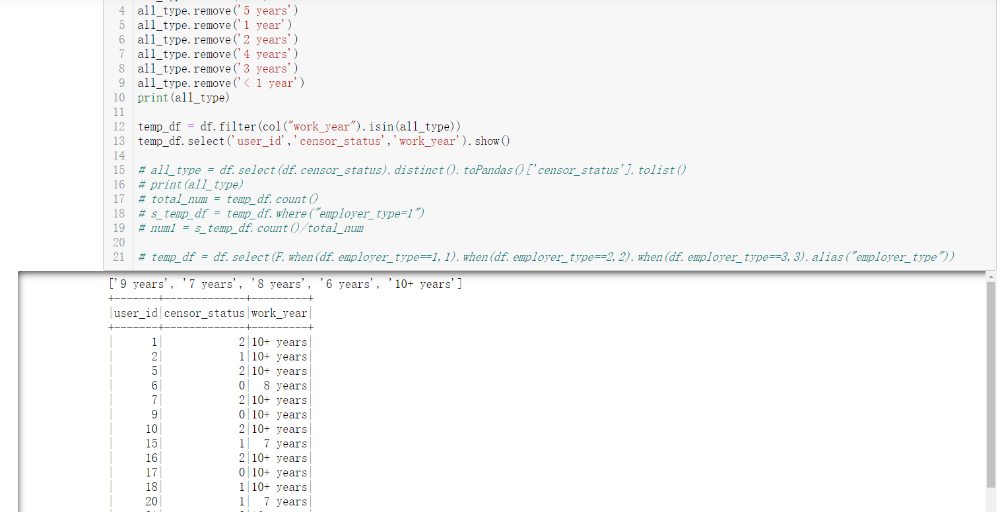 4 all_type.remove('5 years')
5 all_type.remove('1 year')
6 all_type.remove('2 years')
7 all_type.remove('4 years')
8 all_type.remove('3 years')
9 all_type.remove('< 1 year')
10 print(all_type)
11
12 temp_df = df.filter(col("work_year").isin(all_type))
13 temp_df.select('user_id','censor_status','work_year').show()
14
15 # all_type = df.select(df.censor_status).distinct().toPandas()['censor_status'].tolist()
16 # print(all_type)
17 # total_num = temp_df.count()
18 # s_temp_df = temp_df.where("employer_type=1")
19 # num1 = s_temp_df.count()/total_num
20
21 # temp_df = df.select(F.when(df.employer_type==1,1).when(df.employer_type==2,2).when(df.employer_type==3,3).alias("employer_type"))
['9 years', '7 years', '8 years', '6 years', '10+ years']
+-------+-------------+---------+
|user_id|censor_status|work_year|
+-------+-------------+---------+
|      1|            2|10+ years|
|      2|            1|10+ years|
|      5|            2|10+ years|
|      6|            0|  8 years|
|      7|            2|10+ years|
|      9|            0|10+ years|
|     10|            2|10+ years|
|     15|            1|  7 years|
|     16|            2|10+ years|
|     17|            0|10+ years|
|     18|            1|10+ years|
|     20|            1|  7 years|